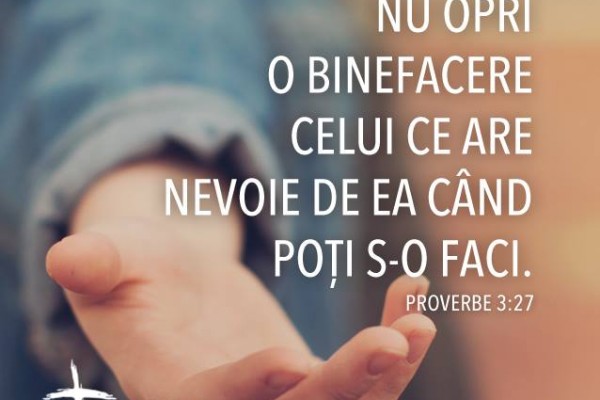 NU OPRI
O BINEFACERE
CELUI CE ARE
NEVOIE DE EA CÂND
POȚI S-O FACI.
PROVERBE 3:27